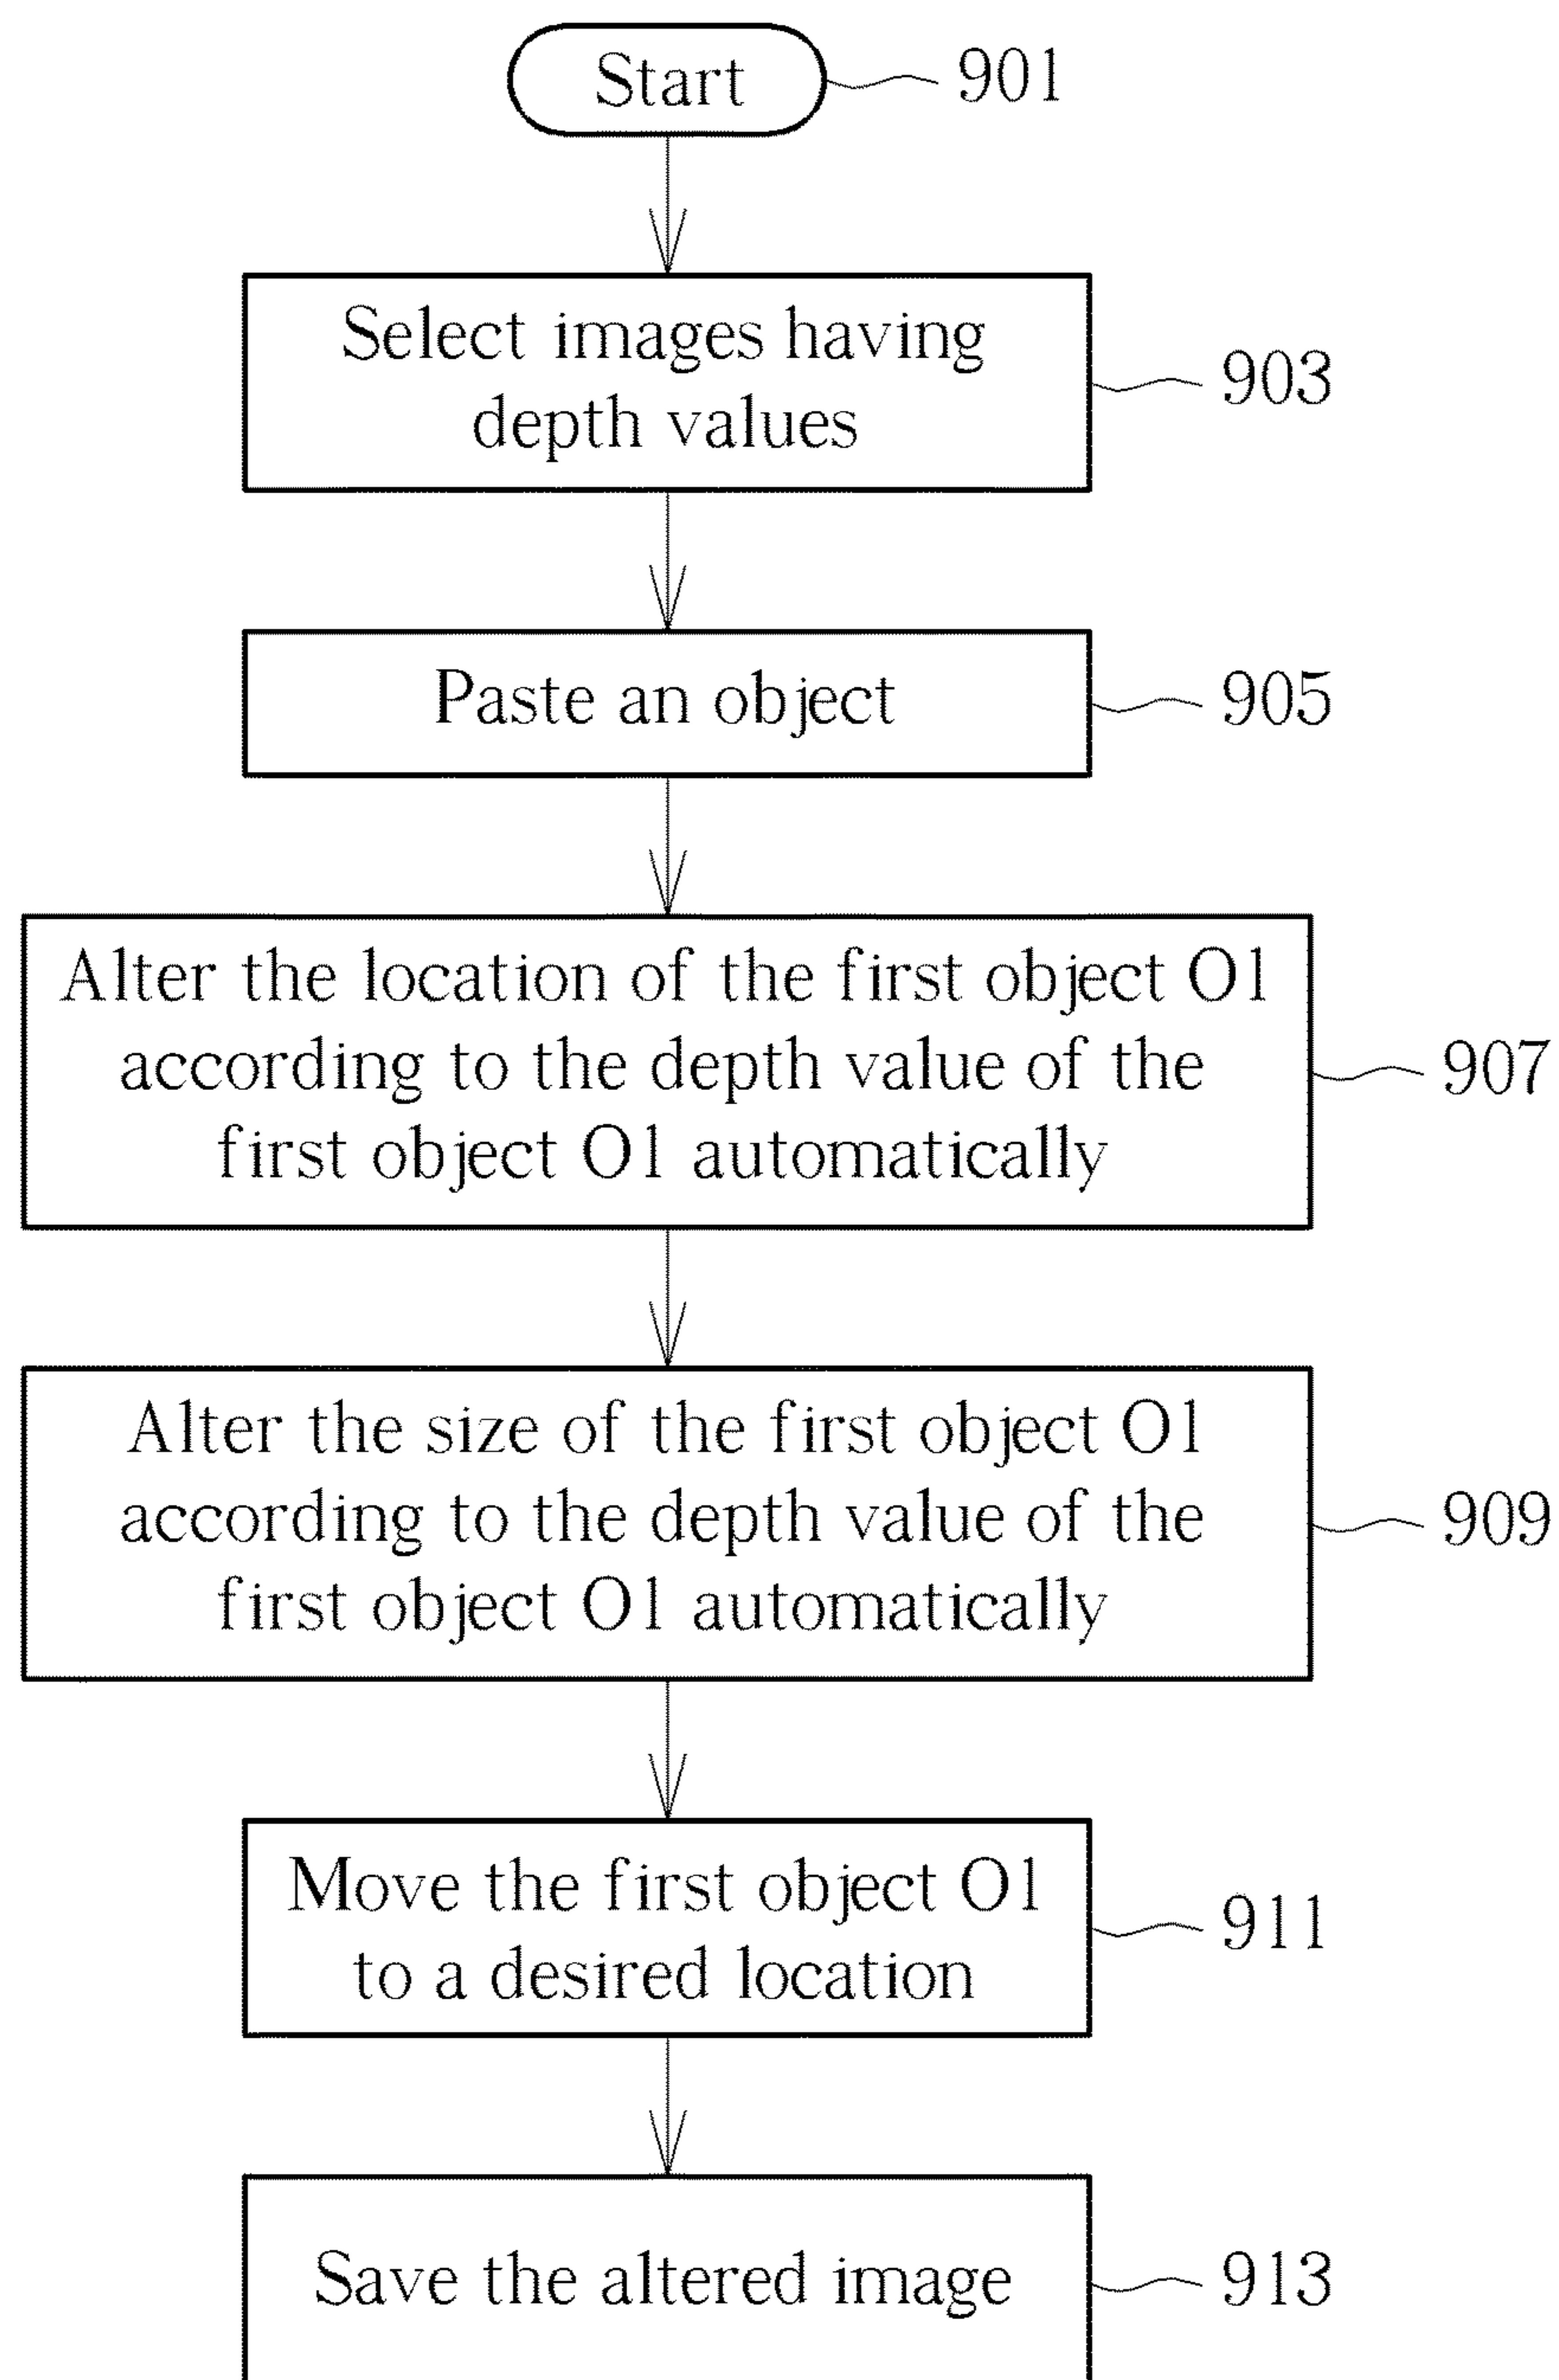 Start
901
Select images having
depth values
903
Paste an object
905
Alter the location of the first object O1
according to the depth value of the
first object O1 automatically
907
Alter the size of the first object O1
according to the depth value of the
first object O1 automatically
909
Move the first object O1
to a desired location
911
Save the altered image
913